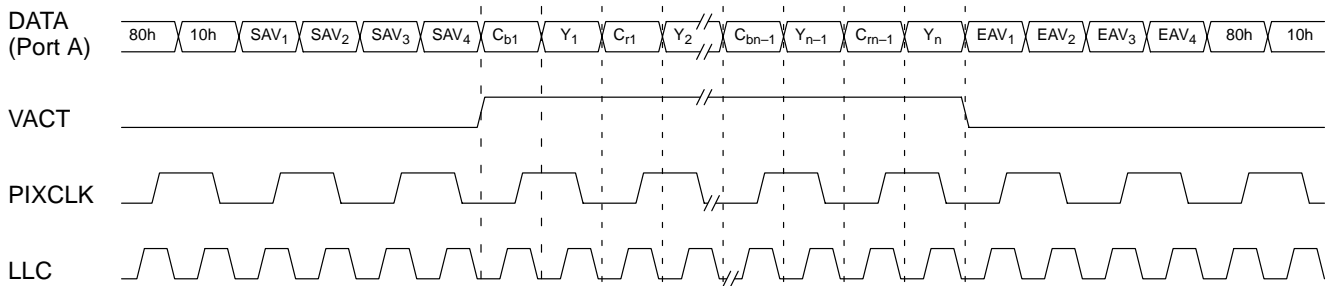 DATA
(Port A)
80h 10h SAV1 SAV2 SAV3 SAV4 Cb1 Y1 Cr1 Y2 Cbn–1 Yn–1 Crn–1 Yn EAV1 EAV2 EAV3 EAV4 80h 10h
VACT
PIXCLK
LLC